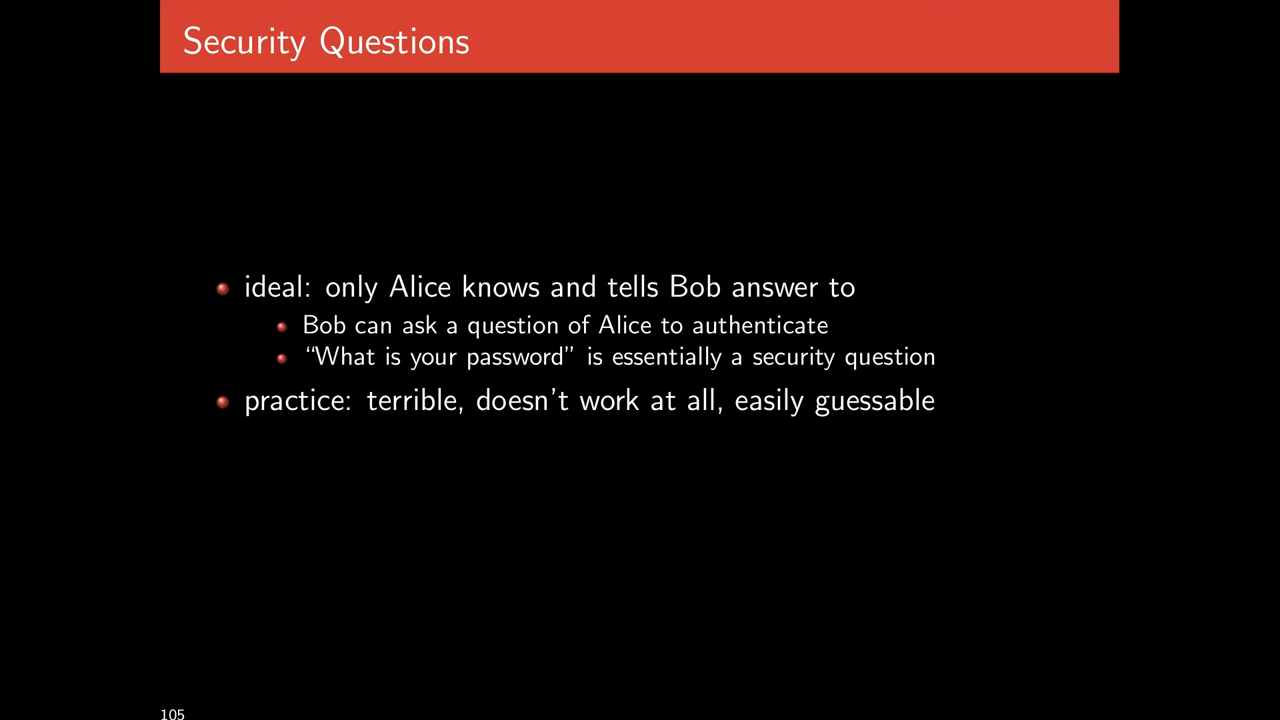 Security Questions
ideal: only Alice knows and tells Bob answer to
Bob can ask a question of Alice to authenticate
“What is your password” is essentially a security question
practice: terrible, doesn't work at all, easily guessable
105